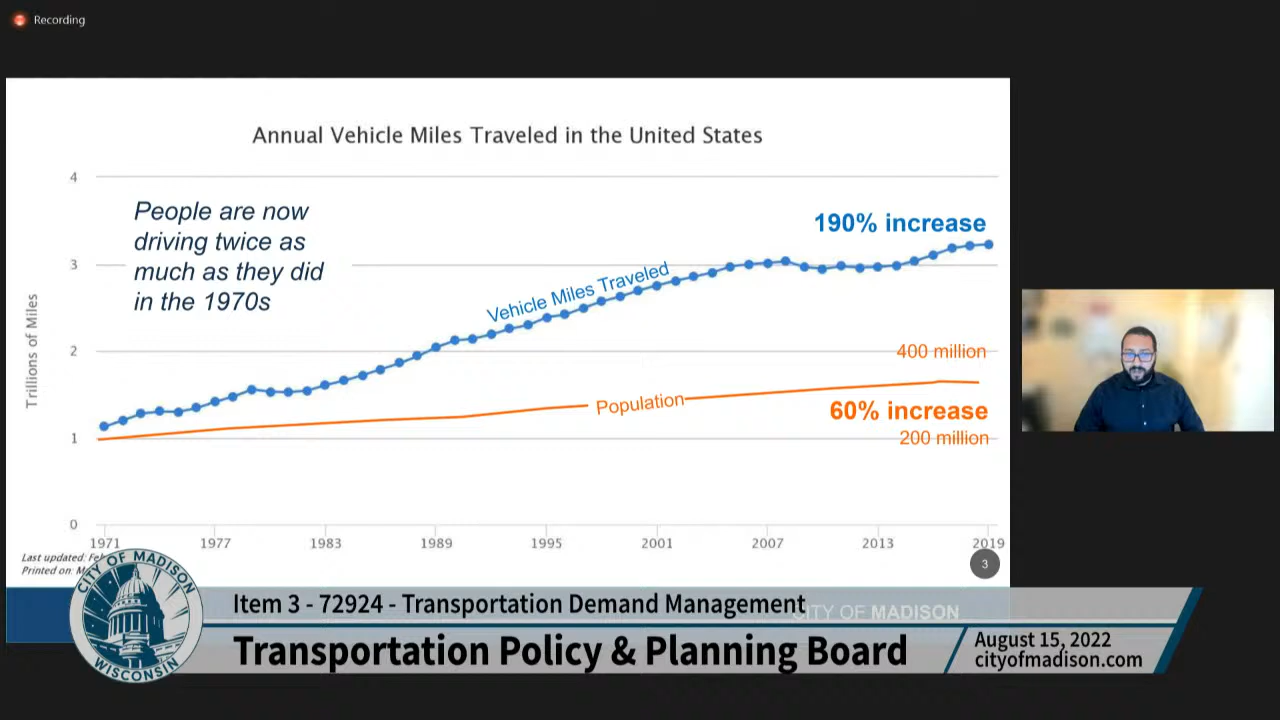 Recording
Annual Vehicle Miles Traveled in the United States
4
3
2
1
0
Trillions of Miles
People are now
driving twice as
much as they did
in the 1970s
190% increase
Vehicle Miles Traveled
400 million
Population
60% increase
200 million
1971 1977 1983 1989 1995 2001 2007 2013 2019
Last updated:
Printed on:
3
CITY OF MADISON
WISCONSIN
Item 3 - 72924 - Transportation Demand Management
CITY OF MADISON
Transportation Policy & Planning Board
August 15, 2022
cityofmadison.com